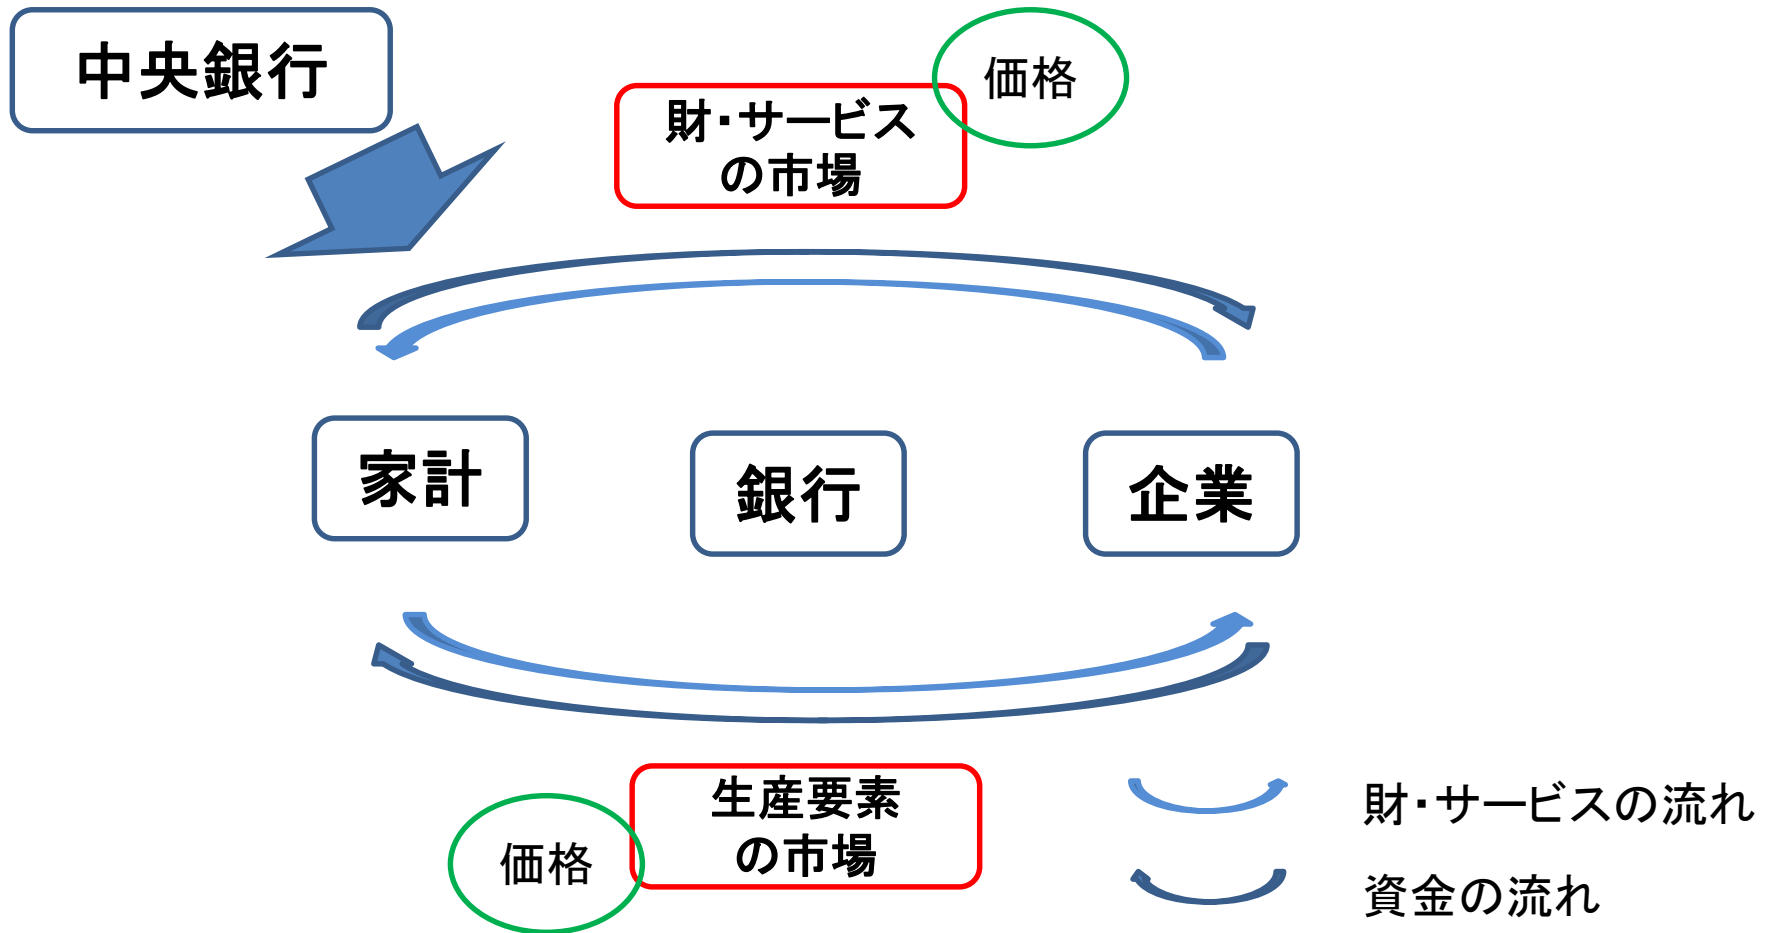 中央銀行
価格
財・サービス
の市場
家計
銀行
企業
生産要素
の市場
価格
財・サービスの流れ
資金の流れ